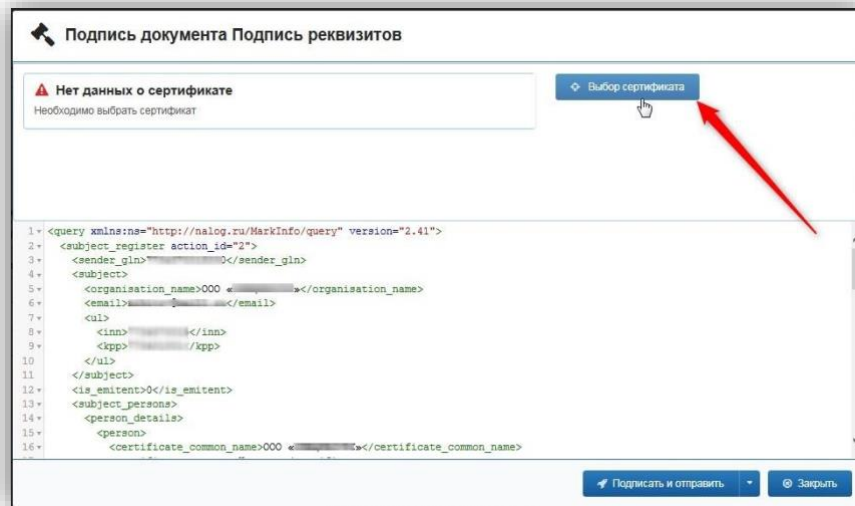 Подпись документа Подпись реквизитов
Нет данных о сертификате
Необходимо выбрать сертификат
Выбор сертификата
1 <query xmlns:ns="http://nalog.ru/MarkInfo/query" version="2.41">
2 <subject_register action_id="2">
3 <sender_gln></sender_gln>
4 <subject>
5 <organisation_name>ООО «»</organisation_name>
6 <email></email>
7 <ul>
8 <inn></inn>
9 <kpp></kpp>
10 </ul>
11 </subject>
12 <is_emitent>0</is_emitent>
13 <subject_persons>
14 <person_details>
15 <person>
16 <certificate_common_name>ООО «»</certificate_common_name>
Подписать и отправить
Закрыть